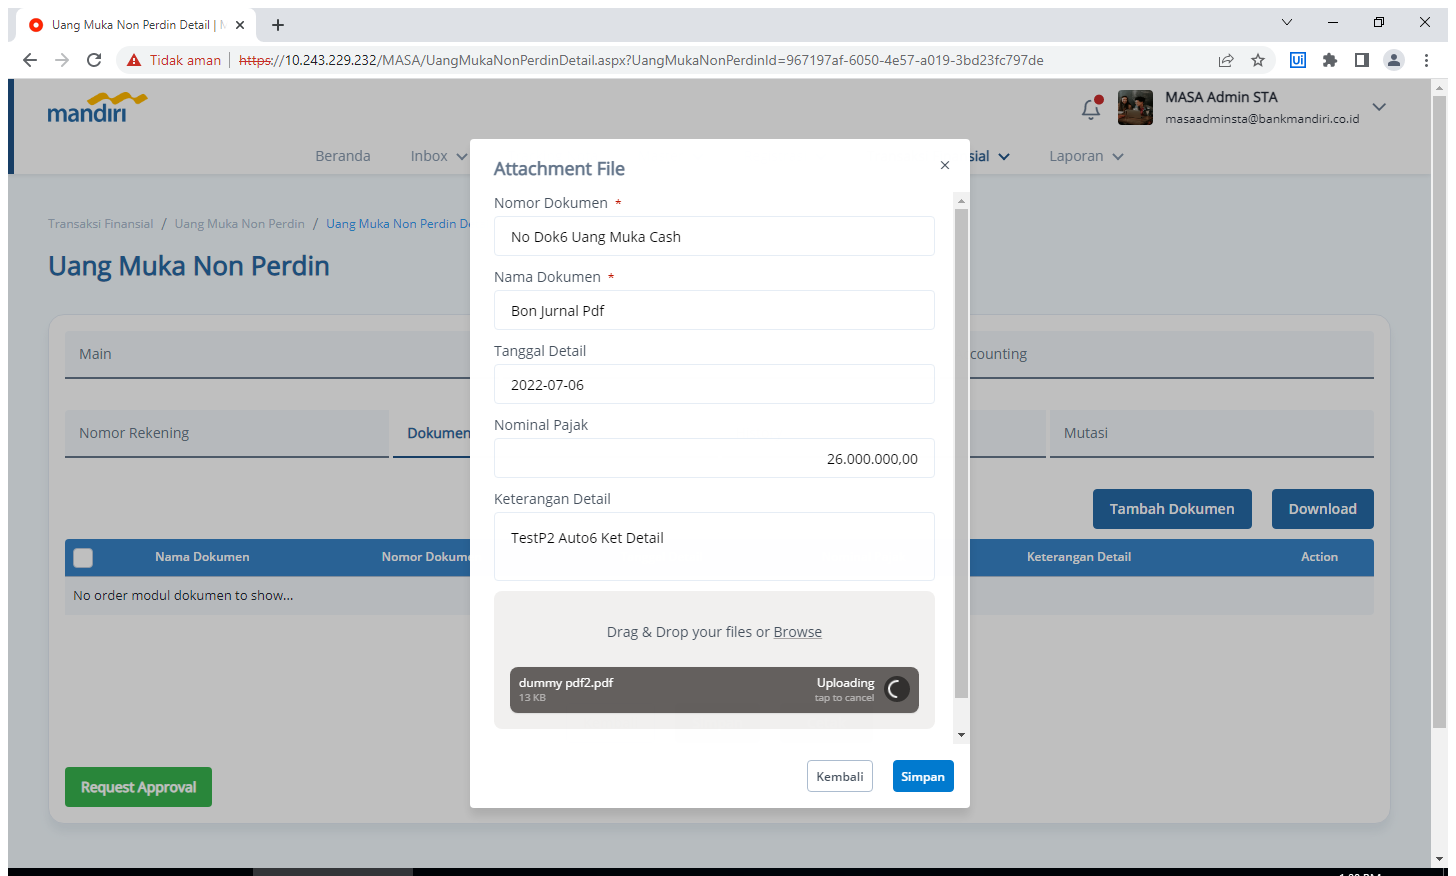 Uang Muka Non Perdin Detail |
Tidak aman
https://10.243.229.232/MASA/UangMukaNonPerdinDetail.aspx?UangMukaNonPerdinId=967197af-6050-4e57-a019-3bd23fc797de
Ui
mandiri
MASA Admin STA
masaadminsta@bankmandiri.co.id
Beranda
Inbox
sial
Laporan
Transaksi Finansial / Uang Muka Non Perdin / Uang Muka Non Perdin De
Uang Muka Non Perdin
Main
counting
Nomor Rekening
Dokumen
Mutasi
Tambah Dokumen
Download
Nama Dokumen
Nomor Dokume
Keterangan Detail
Action
No order modul dokumen to show...
Request Approval
Attachment File
Nomor Dokumen *
No Dok6 Uang Muka Cash
Nama Dokumen *
Bon Jurnal Pdf
Tanggal Detail
2022-07-06
Nominal Pajak
26.000.000,00
Keterangan Detail
TestP2 Auto6 Ket Detail
Drag & Drop your files or Browse
dummy pdf2.pdf
13 KB
Uploading
tap to cancel
Kembali
Simpan